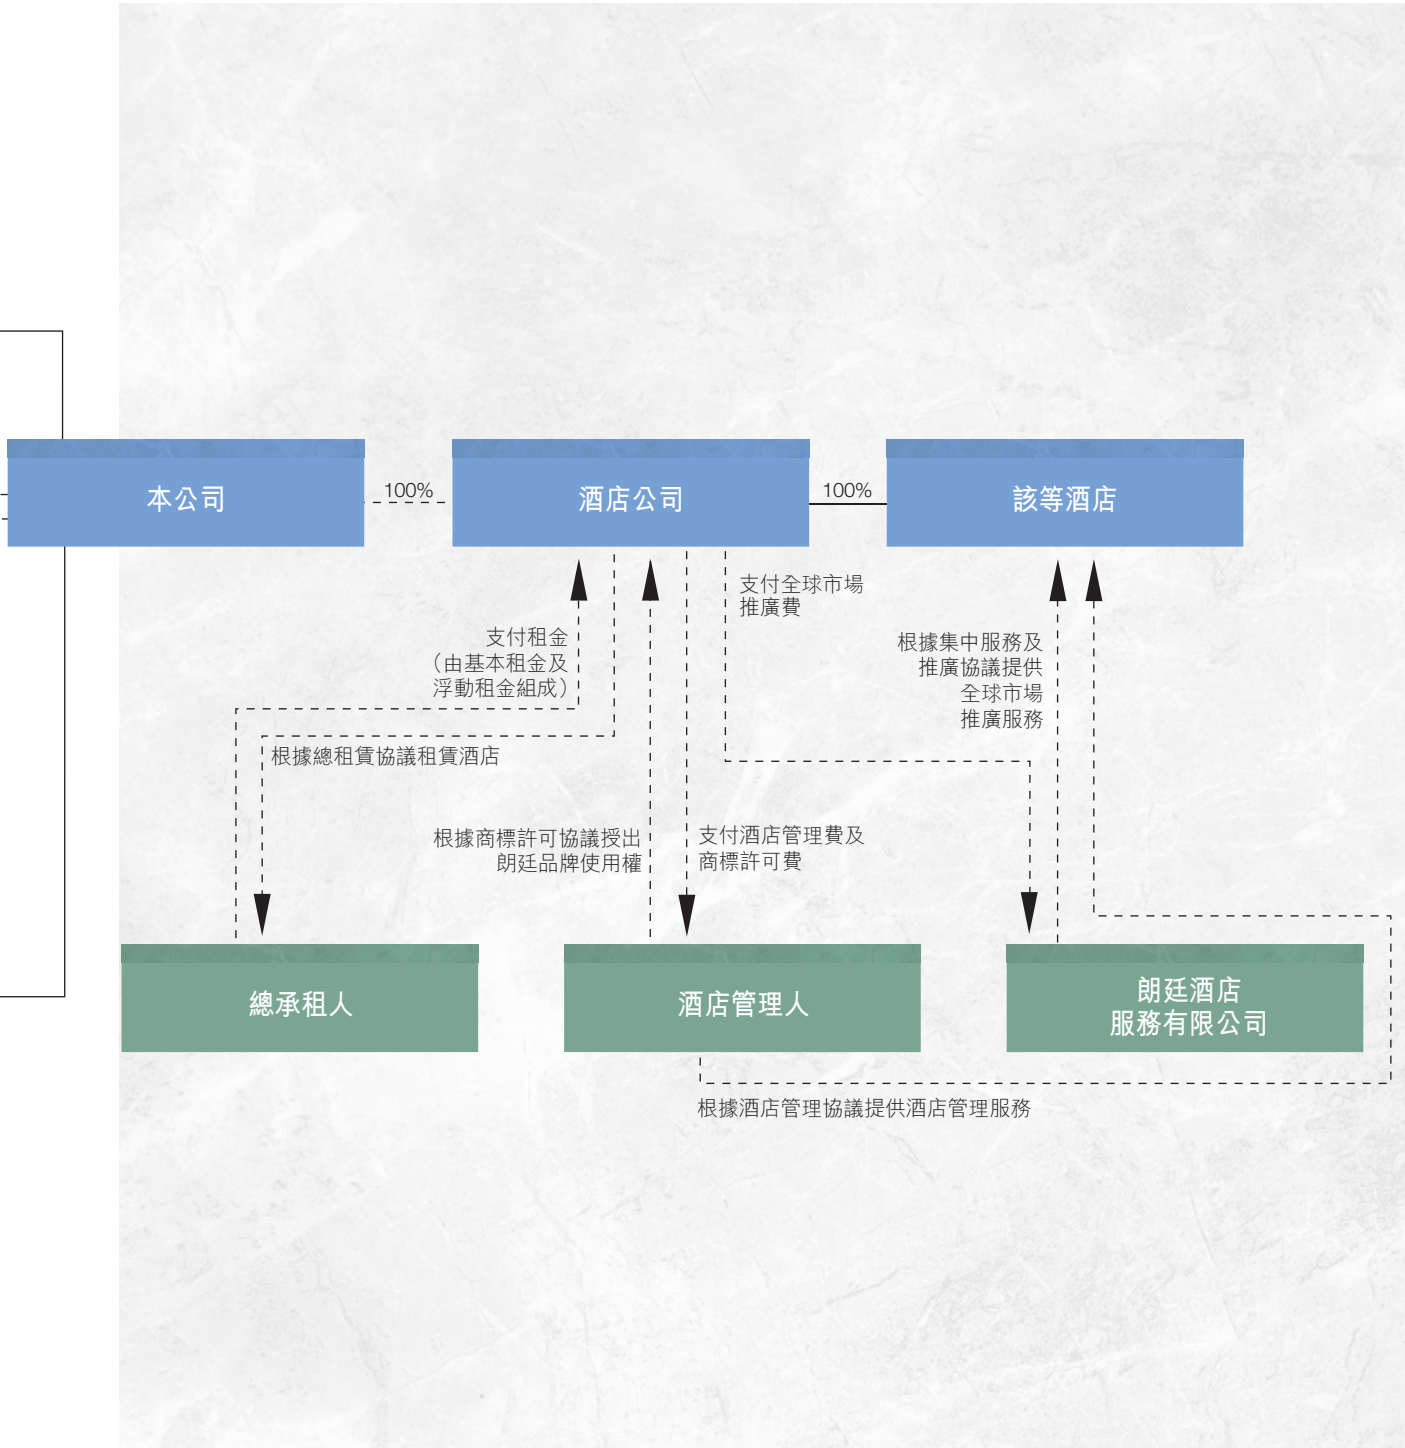 本公司
100%
酒店公司
100%
該等酒店
支付全球市場
推廣費
支付租金
（由基本租金及
浮動租金組成）
根據集中服務及
推廣協議提供
全球市場
推廣服務
根據總租賃協議租賃酒店
根據商標許可協議授出
朗廷品牌使用權
支付酒店管理費及
商標許可費
總承租人
酒店管理人
朗廷酒店
服務有限公司
根據酒店管理協議提供酒店管理服務